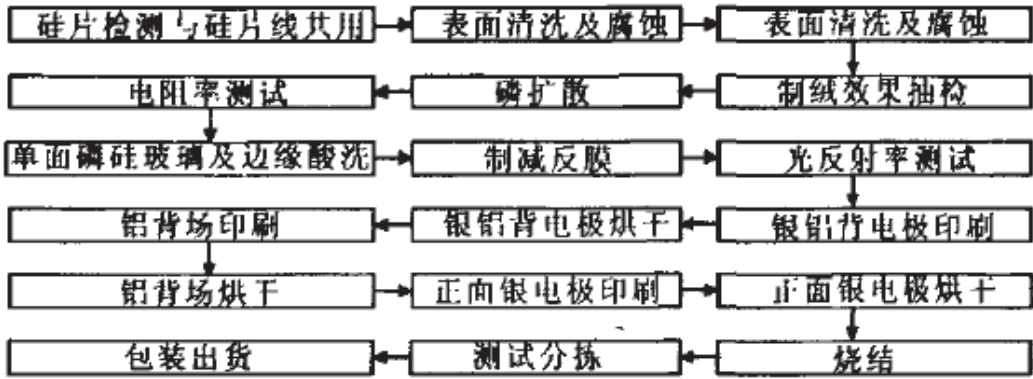 硅片检测与硅片线共用
表面清洗及腐蚀
表面清洗及腐蚀
制绒效果抽检
磷扩散
电阻率测试
单面磷硅玻璃及边缘酸洗
制减反膜
光反射率测试
银铝背电极印刷
银铝背电极烘干
铝背场印刷
铝背场烘干
正面银电极印刷
正面银电极烘干
烧结
测试分拣
包装出货